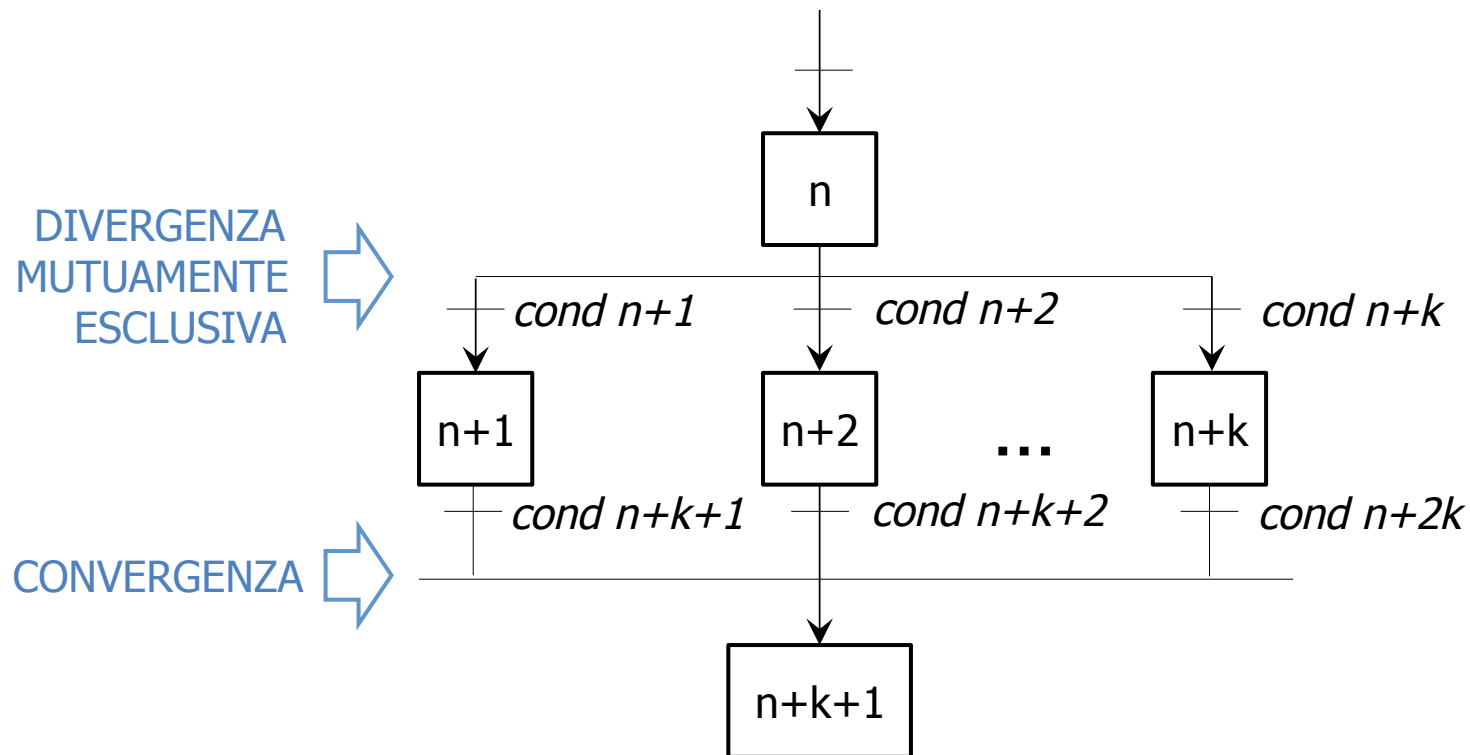 n
DIVERGENZA
MUTUAMENTE
ESCLUSIVA
cond n+1
cond n+2
cond n+k
n+1
n+2
...
n+k
cond n+k+1
cond n+k+2
cond n+2k
CONVERGENZA
n+k+1